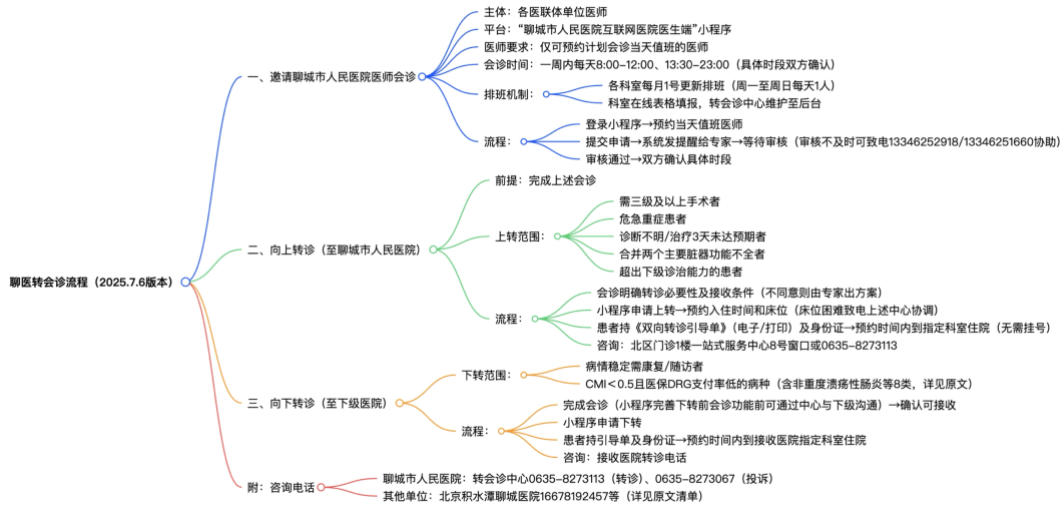 聊医转会诊流程（2025.7.6版本）
一、邀请聊城市人民医院医师会诊
主体：各医联体单位医师
平台：“聊城市人民医院互联网医院医生端”小程序
医师要求：仅可预约计划会诊当天值班的医师
会诊时间：一周内每天8:00-12:00、13:30-23:00（具体时段双方确认）
排班机制：
各科室每月1号更新排班（周一至周日每天1人）
科室在线表格填报，转会诊中心维护至后台
流程：
登录小程序→预约当天值班医师
提交申请→系统发提醒给专家→等待审核（审核不及时可致电13346252918/13346251660协助）
审核通过→双方确认具体时段
二、向上转诊（至聊城市人民医院）
前提：完成上述会诊
上转范围：
需三级及以上手术者
危急重症患者
诊断不明/治疗3天未达预期者
合并两个主要脏器功能不全者
超出下级诊治能力的患者
流程：
会诊明确转诊必要性及接收条件（不同意则由专家出方案）
小程序申请上转→预约入住时间和床位（床位困难致电上述中心协调）
患者持《双向转诊引导单》（电子/打印）及身份证→预约时间内到指定科室住院（无需挂号）
咨询：北区门诊1楼一站式服务中心8号窗口或0635-8273113
三、向下转诊（至下级医院）
下转范围：
病情稳定需康复/随访者
CMI＜0.5且医保DRG支付率低的病种（含非重度溃疡性肠炎等8类，详见原文）
流程：
完成会诊（小程序完善下转前会诊功能前可通过中心与下级沟通）→确认可接收
小程序申请下转
患者持引导单及身份证→预约时间内到接收医院指定科室住院
咨询：接收医院转诊电话
附：咨询电话
聊城市人民医院：转会诊中心0635-8273113（转诊）、0635-8273067（投诉）
其他单位：北京积水潭聊城医院16678192457等（详见原文清单）